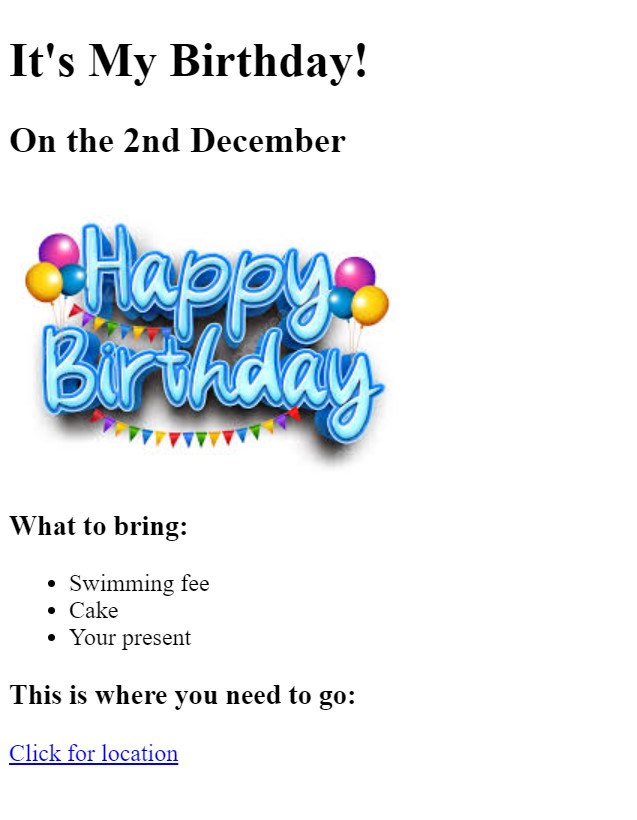 It's My Birthday!
On the 2nd December
Happy
Birthday
What to bring:
Swimming fee
Cake
Your present
This is where you need to go:
Click for location